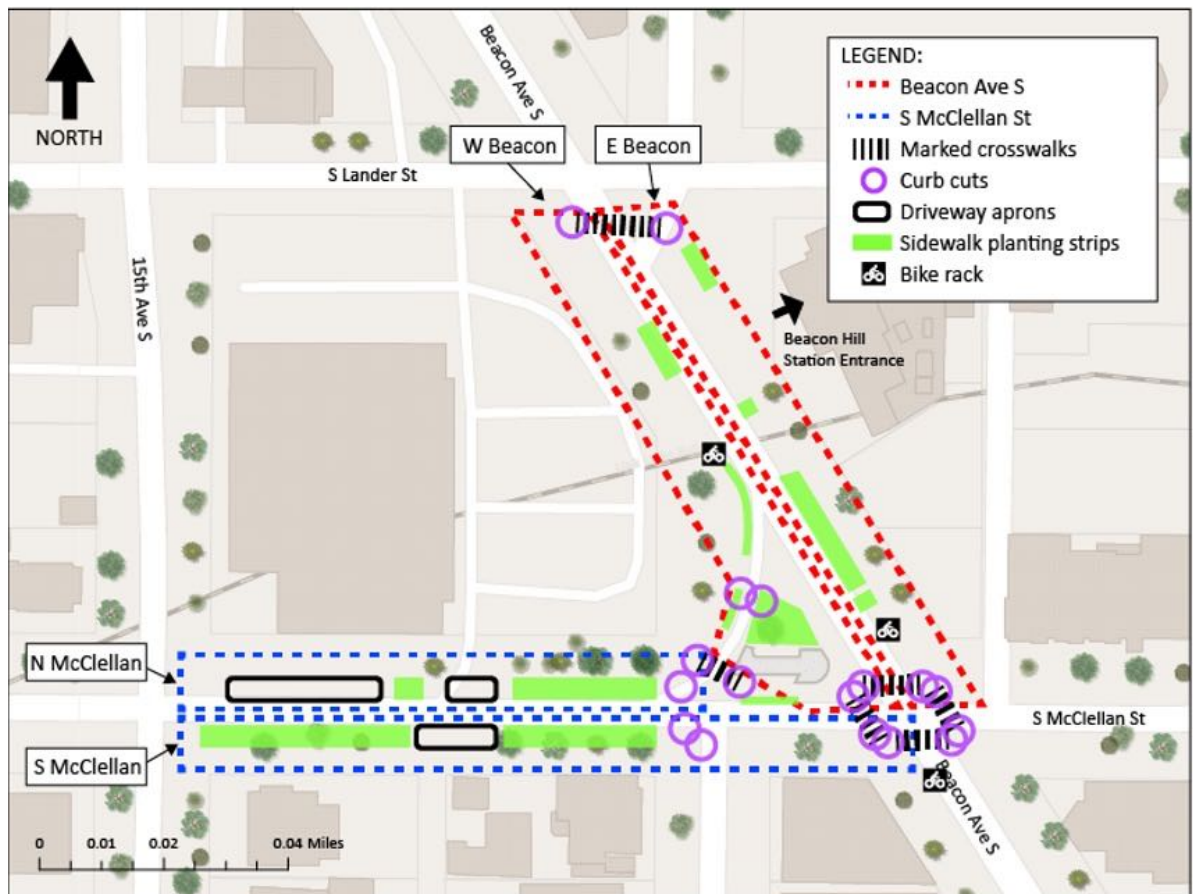 NORTH
Beacon Ave S
W Beacon
E Beacon
S Lander St
LEGEND:
Beacon Ave S
S McClellan St
Marked crosswalks
Curb cuts
Driveway aprons
Sidewalk planting strips
Bike rack
15th Ave S
Beacon Hill
Station Entrance
N McClellan
S McClellan
S McClellan St
Beacon Ave S
0
0.01
0.02
0.04 Miles